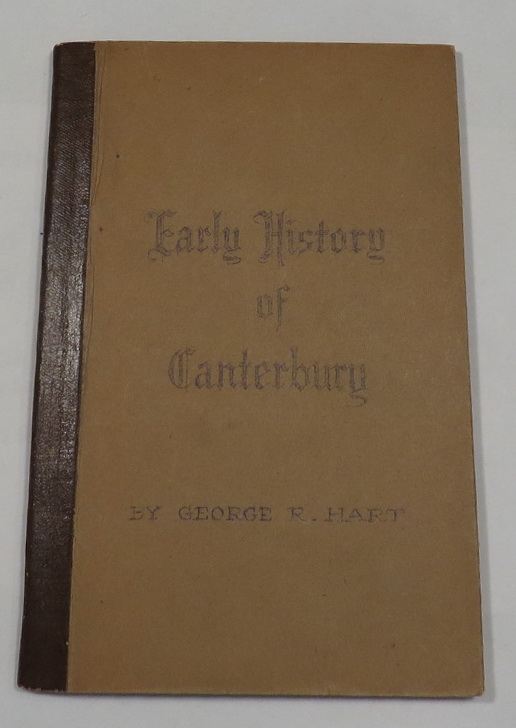 Early History
of
Canterbury
BY GEORGE R. HART